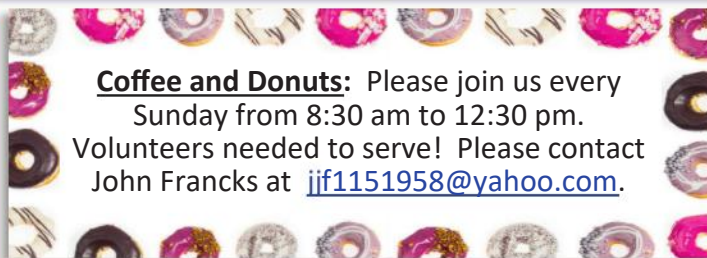 Coffee and Donuts:  Please join us every
Sunday from 8:30 am to 12:30 pm.
Volunteers needed to serve!  Please contact
John Francks at  jjf1151958@yahoo.com.